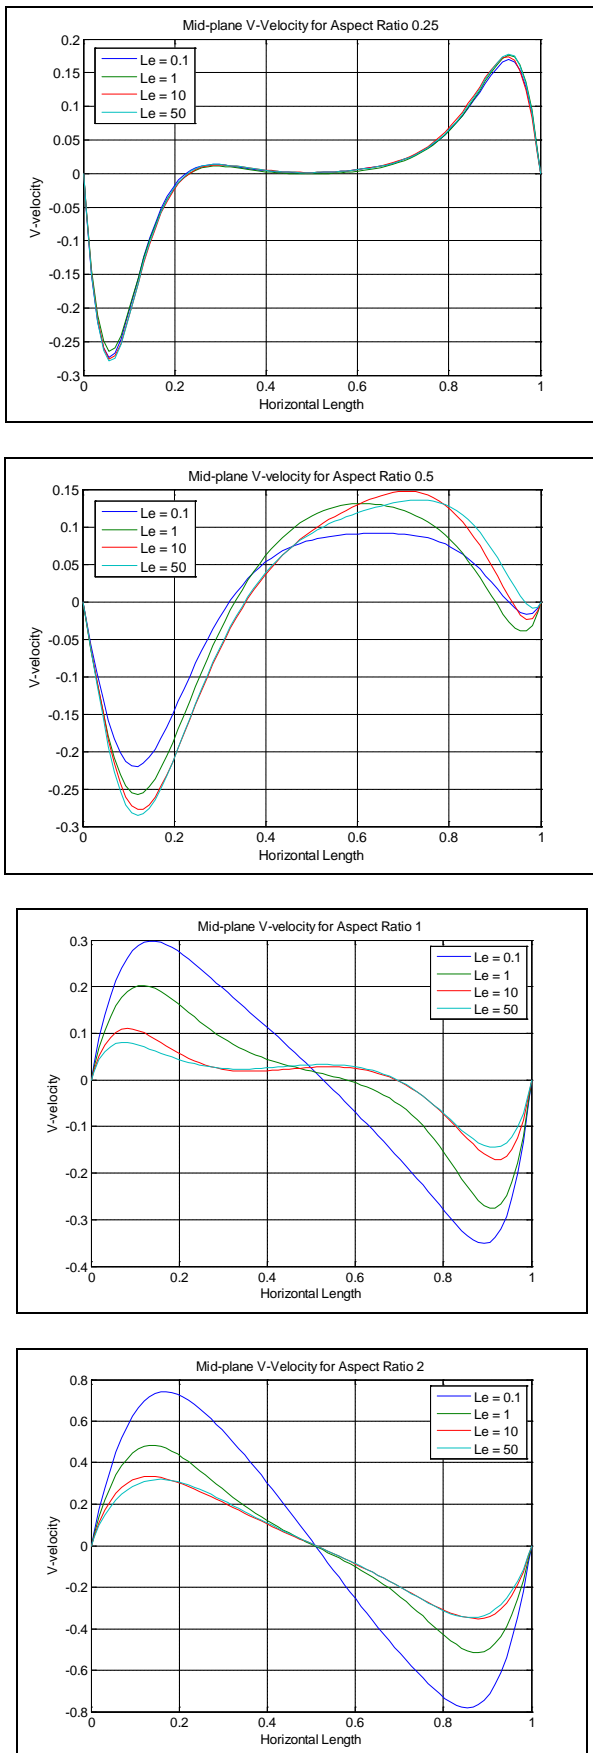 Mid-plane V-Velocity for Aspect Ratio 0.25
0.2
0.15
0.1
0.05
0
-0.05
-0.1
-0.15
-0.2
-0.25
-0.3
V-velocity
Le = 0.1
Le = 1
Le = 10
Le = 50
0 0.2 0.4 0.6 0.8 1
Horizontal Length
Mid-plane V-velocity for Aspect Ratio 0.5
0.15
0.1
0.05
0
-0.05
-0.1
-0.15
-0.2
-0.25
-0.3
V-velocity
Le = 0.1
Le = 1
Le = 10
Le = 50
0 0.2 0.4 0.6 0.8 1
Horizontal Length
Mid-plane V-velocity for Aspect Ratio 1
0.3
0.2
0.1
0
-0.1
-0.2
-0.3
-0.4
V-velocity
Le = 0.1
Le = 1
Le = 10
Le = 50
0 0.2 0.4 0.6 0.8 1
Horizontal Length
Mid-plane V-Velocity for Aspect Ratio 2
0.8
0.6
0.4
0.2
0
-0.2
-0.4
-0.6
-0.8
V-velocity
Le = 0.1
Le = 1
Le = 10
Le = 50
0 0.2 0.4 0.6 0.8 1
Horizontal Length